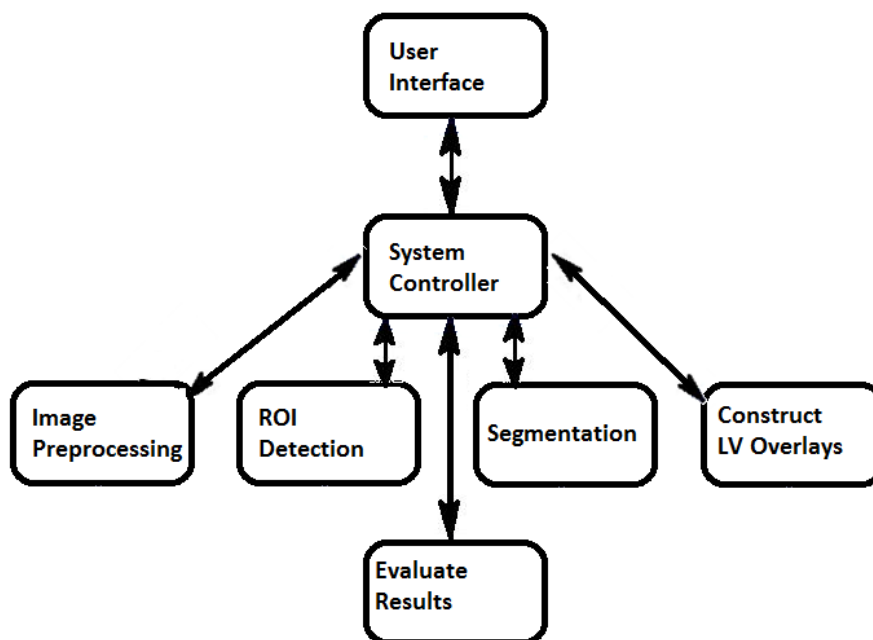 User
Interface
System
Controller
Image
Preprocessing
ROI
Detection
Segmentation
Construct
LV Overlays
Evaluate
Results